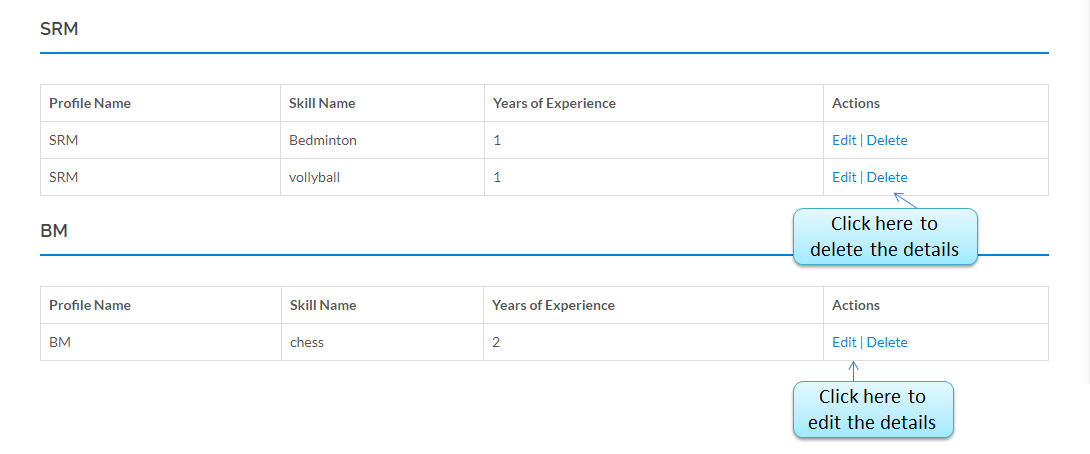 SRM
Profile Name Skill Name Years of Experience Actions
SRM Bedminton 1 Edit | Delete
SRM vollyball 1 Edit | Delete
Click here to
delete the details
BM
Profile Name Skill Name Years of Experience Actions
BM chess 2 Edit | Delete
Click here to
edit the details